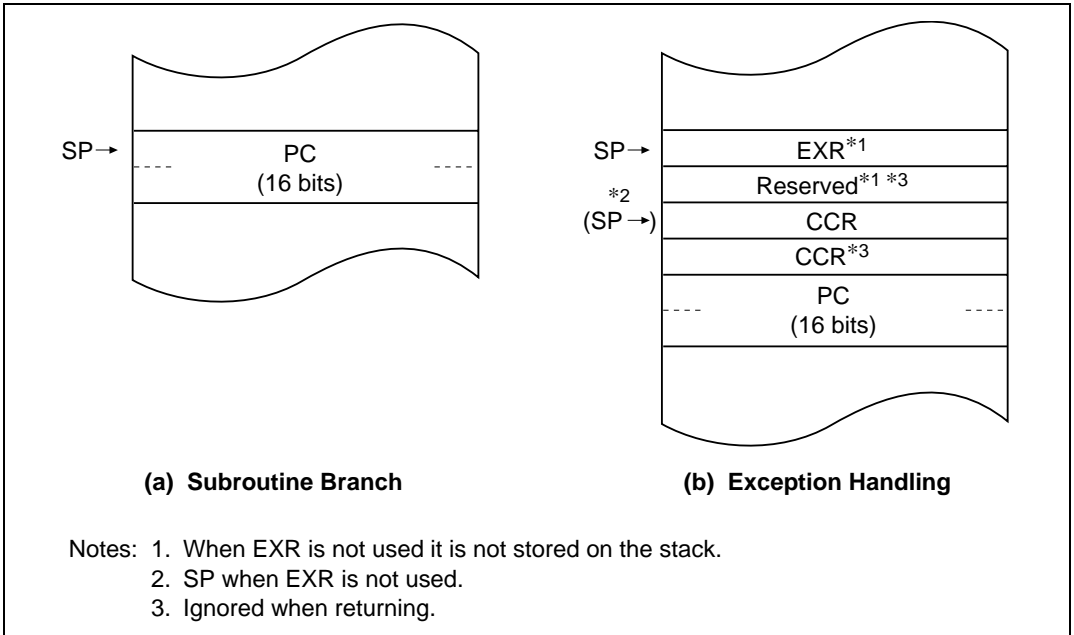 SP→
PC
(16 bits)
(a) Subroutine Branch
SP→
*2
(SP→)
EXR*1
Reserved*1 *3
CCR
CCR*3
PC
(16 bits)
(b) Exception Handling
Notes: 1. When EXR is not used it is not stored on the stack.
2. SP when EXR is not used.
3. Ignored when returning.